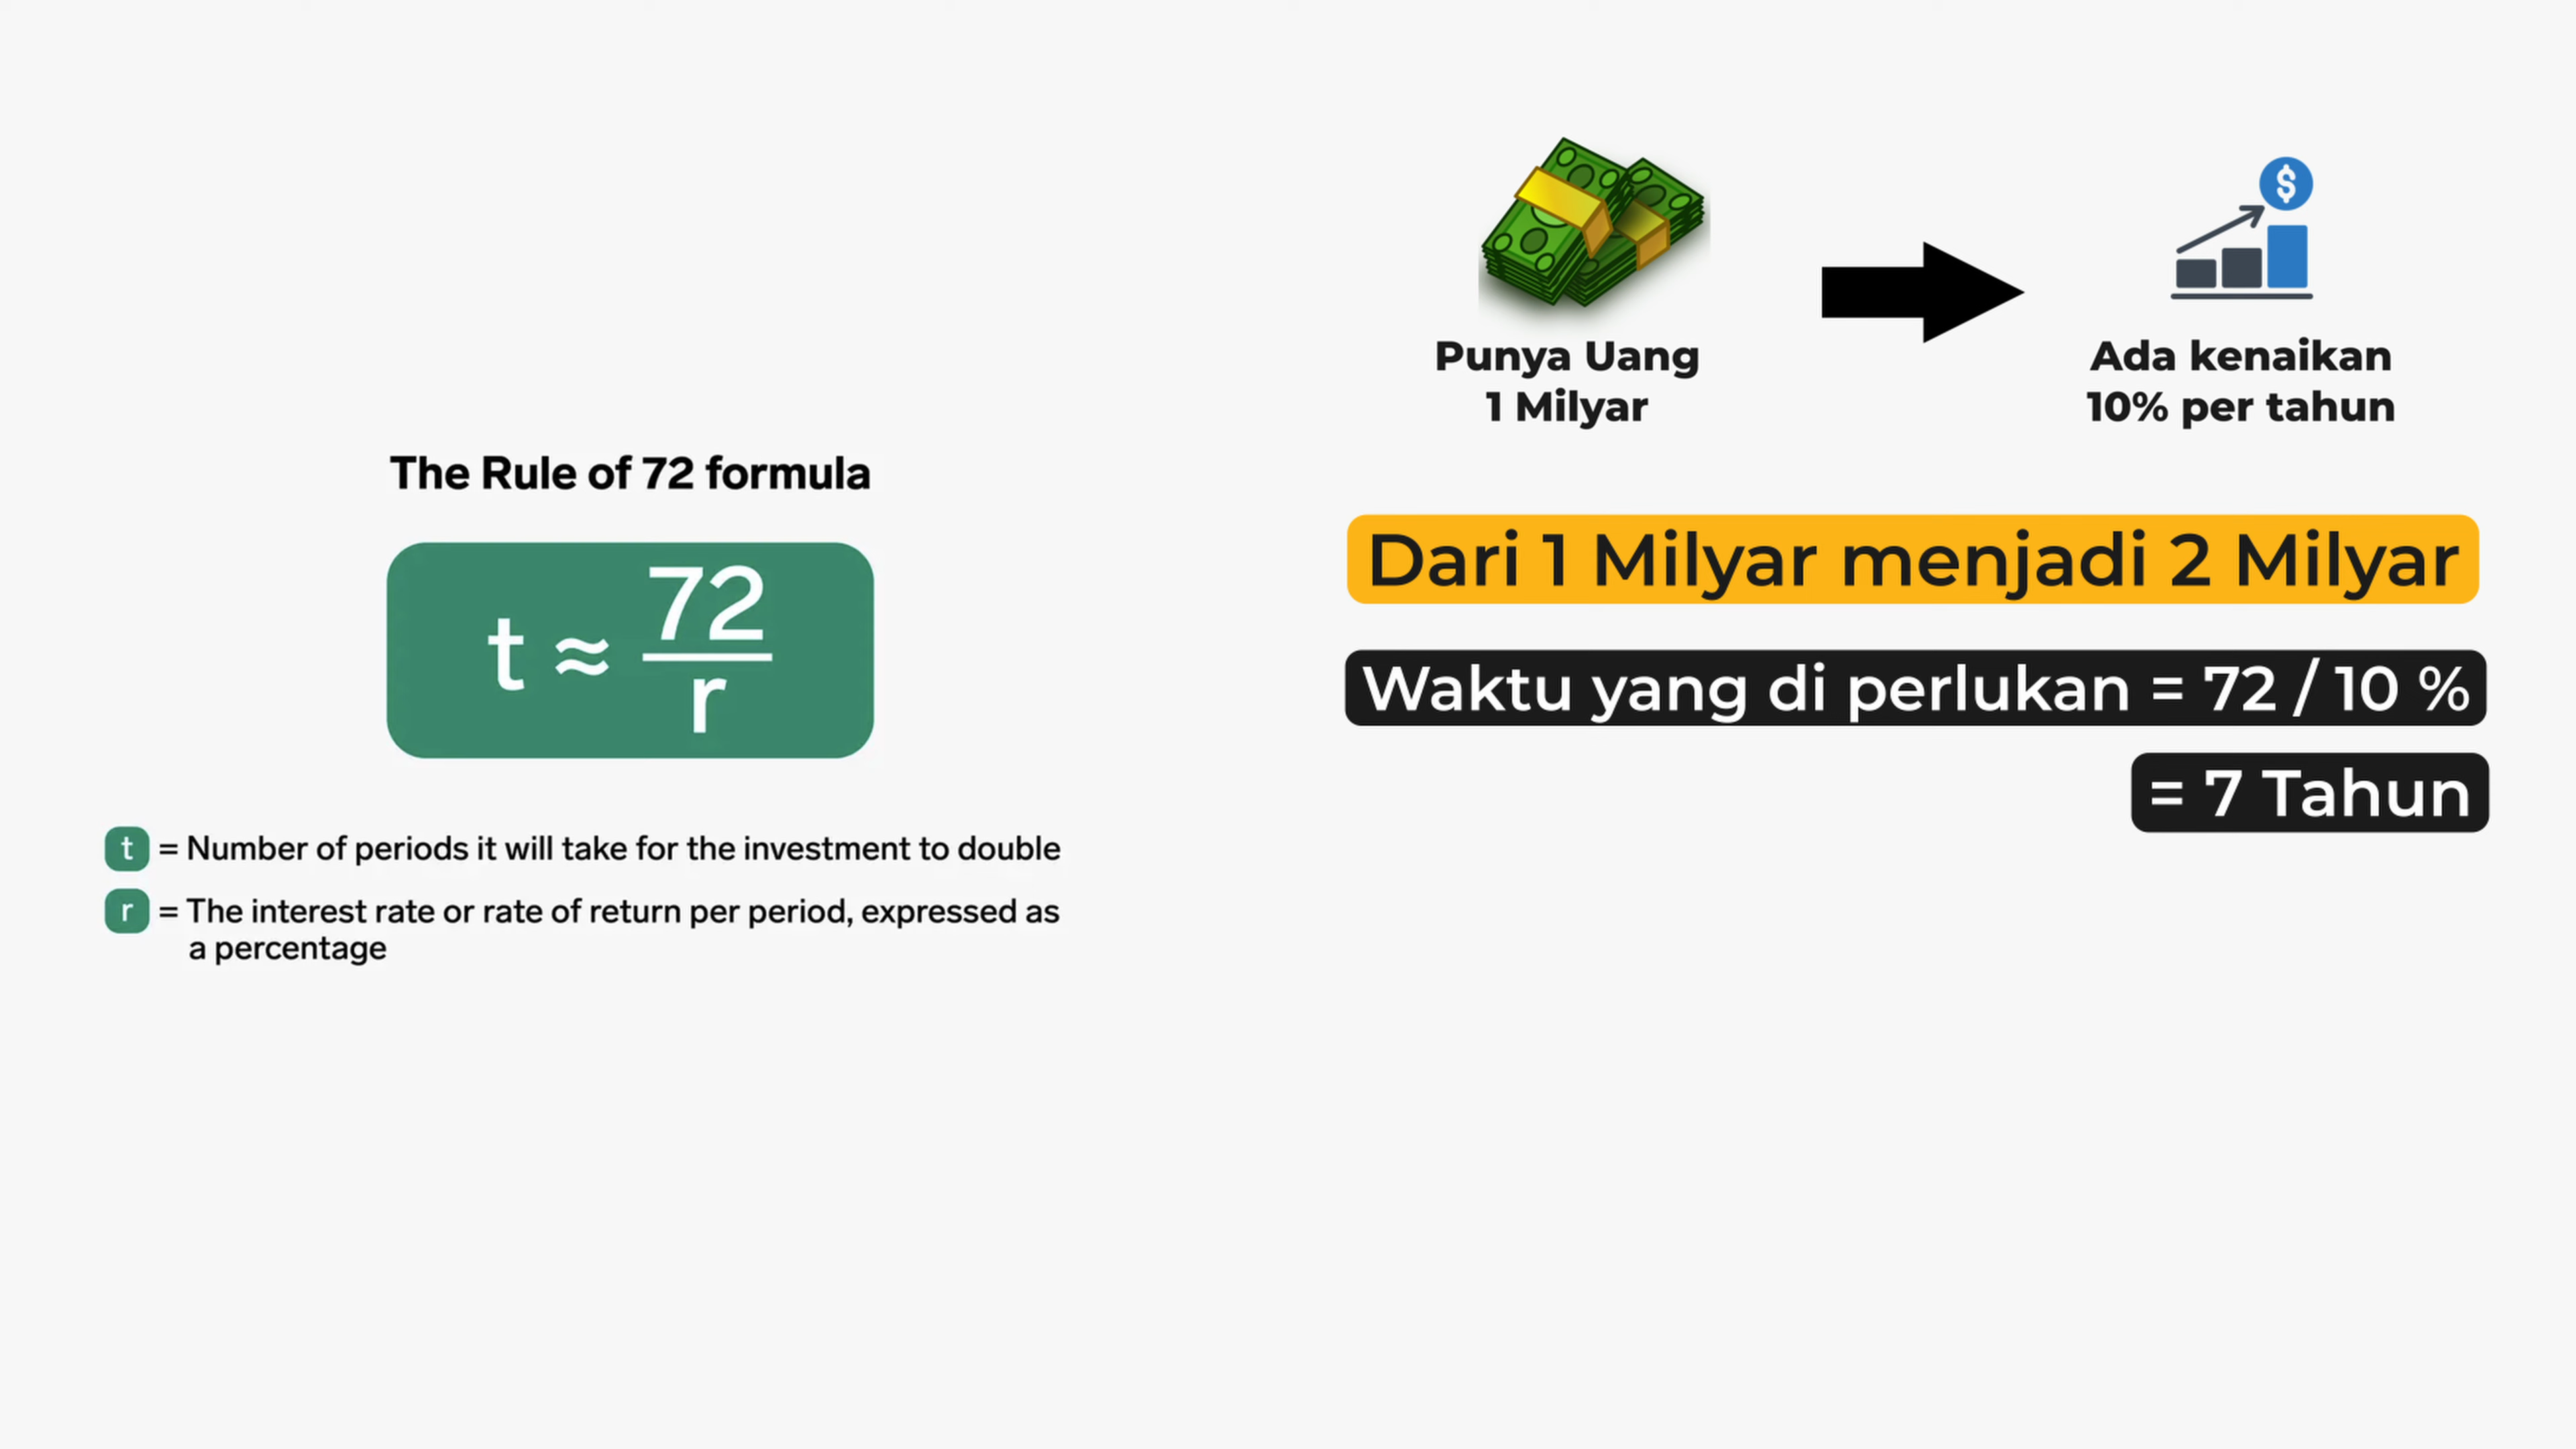 The Rule of 72 formula
t ≈ 72
r
t = Number of periods it will take for the investment to double
r = The interest rate or rate of return per period, expressed as
a percentage
$
Punya Uang
1 Milyar
Ada kenaikan
10% per tahun
Dari 1 Milyar menjadi 2 Milyar
Waktu yang di perlukan = 72 / 10 %
= 7 Tahun